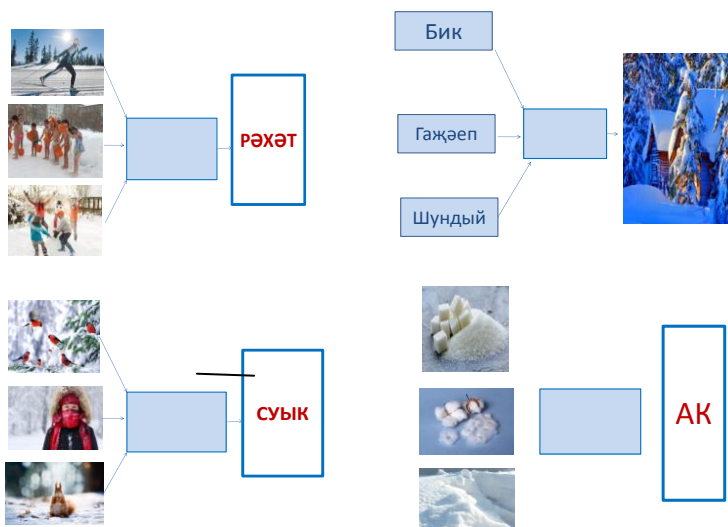 РӘХӘТ
Бик
Гаҗәеп
Шундый
СУЫК
АК